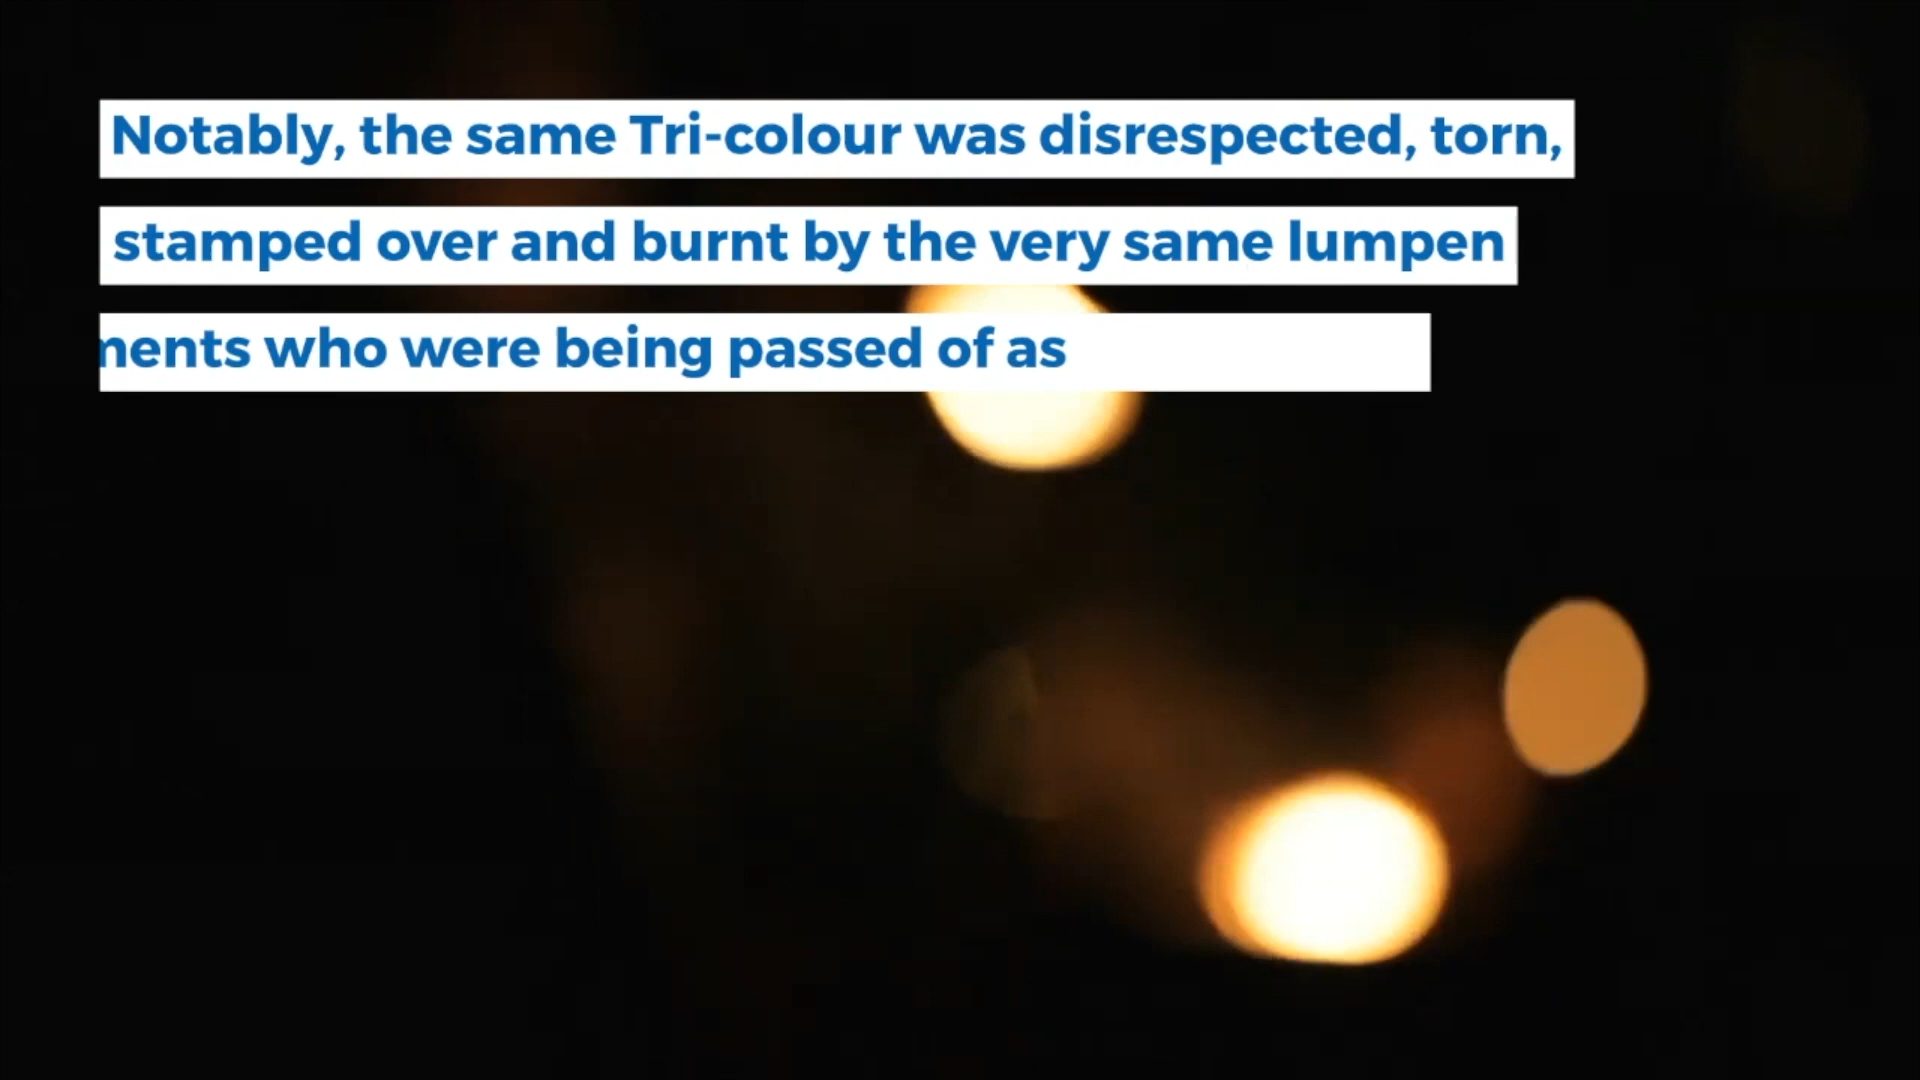 Notably, the same Tri-colour was disrespected, torn,
stamped over and burnt by the very same lumpen
ments who were being passed of as